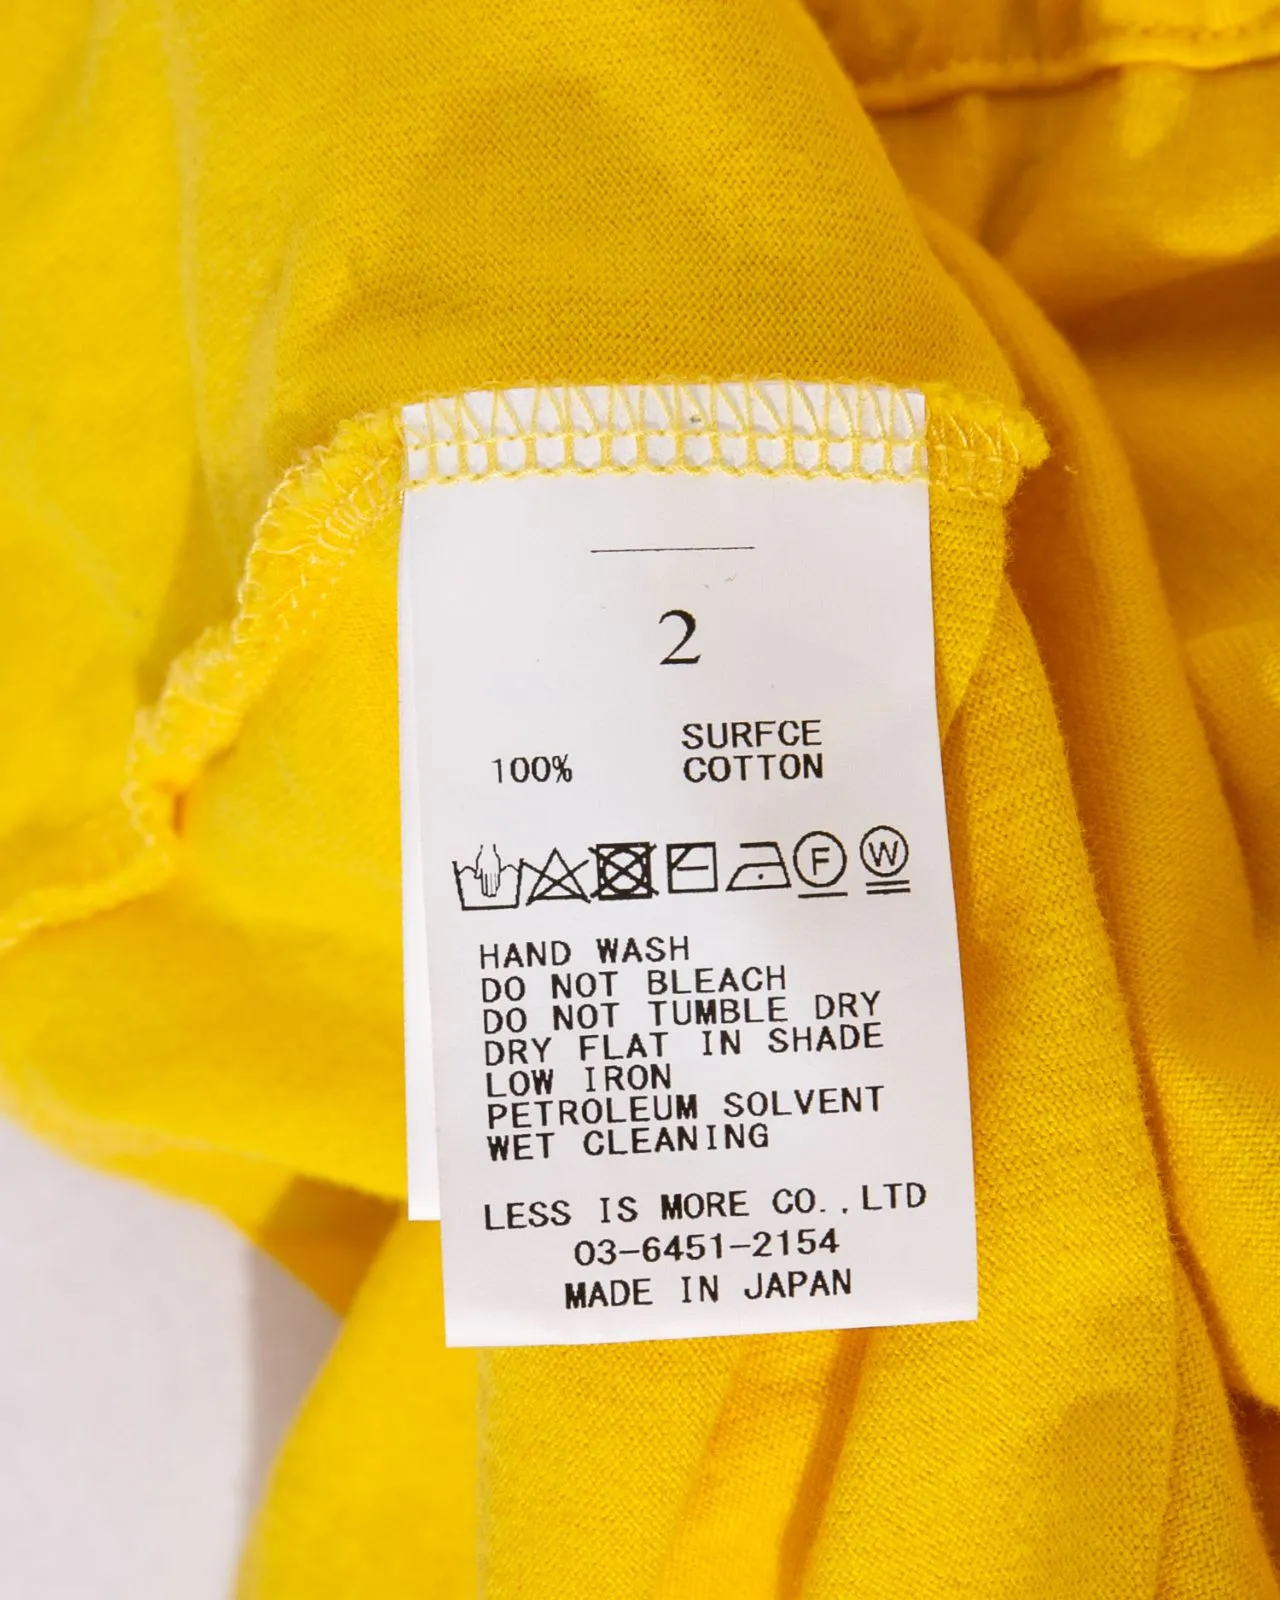 2
SURFCE
100% COTTON
F W
HAND WASH
DO NOT BLEACH
DO NOT TUMBLE DRY
DRY FLAT IN SHADE
LOW IRON
PETROLEUM SOLVENT
WET CLEANING
LESS IS MORE CO.,LTD
03-6451-2154
MADE IN JAPAN